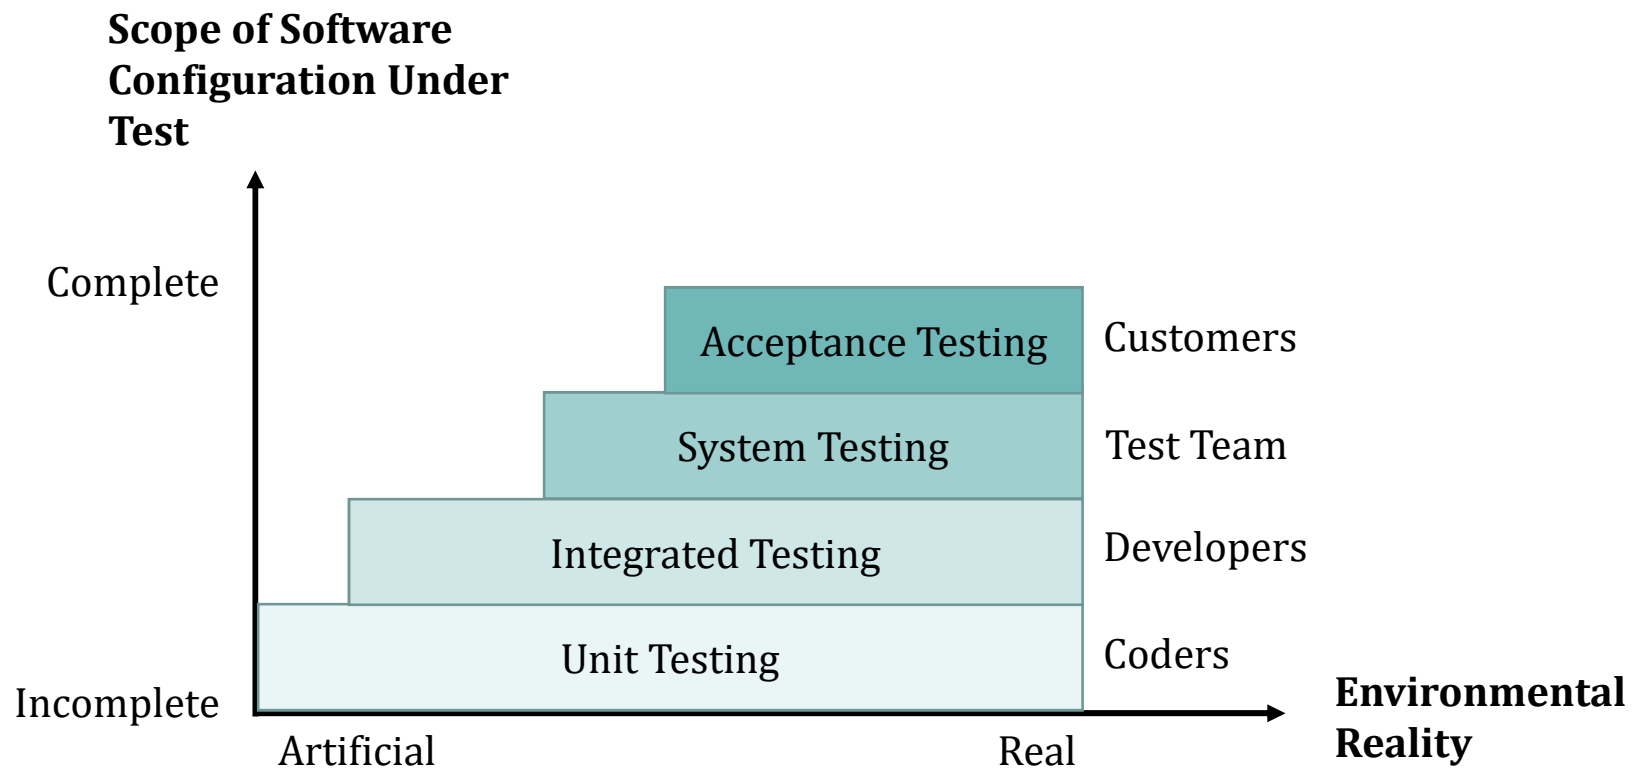 Scope of Software
Configuration Under
Test
Complete
Acceptance Testing
Customers
System Testing
Test Team
Integrated Testing
Developers
Unit Testing
Coders
Incomplete
Environmental
Reality
Artificial
Real